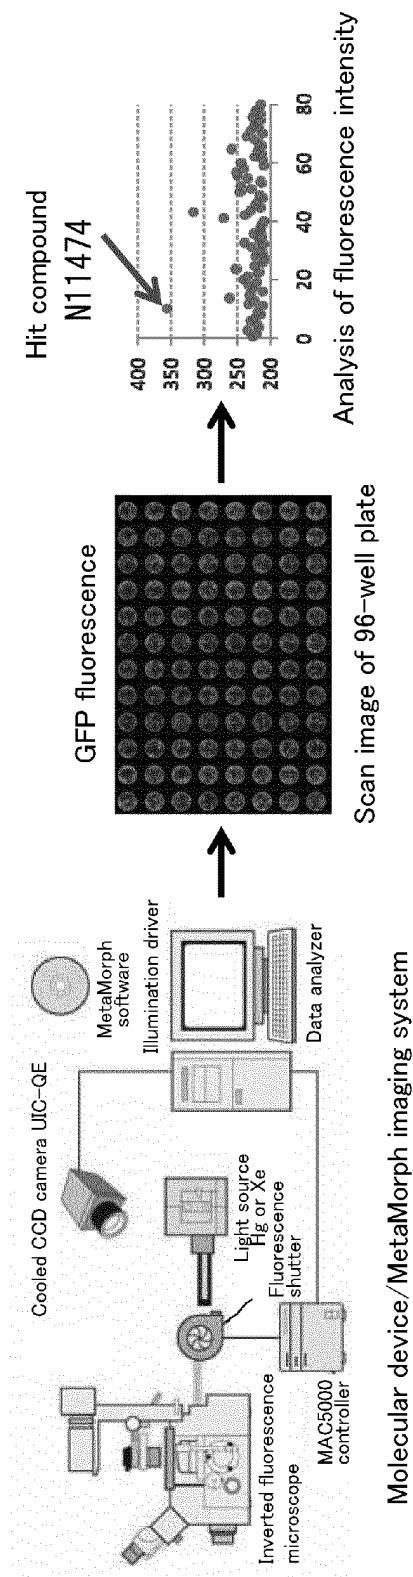 Cooled CCD camera UIC-QE
MetaMorph
software
Illumination driver
Light source
Hg or Xe
Fluorescence
shutter
Data analyzer
Inverted fluorescence
microscope
MAC5000
controller
Molecular device/MetaMorph imaging system
GFP fluorescence
Scan image of 96-well plate
Hit compound
N11474
400
350
300
250
200
0 20 40 60 80
Analysis of fluorescence intensity